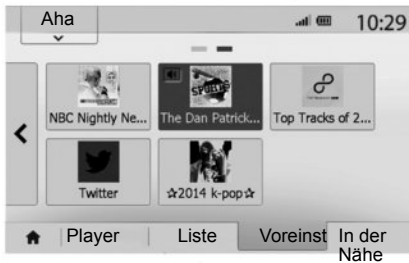 Aha
10:29
SPORTS
NBC Nightly Ne...
The Dan Patrick...
Top Tracks of 2...
Twitter
☆2014 k-pop☆
Player
Liste
Voreinst
In der
Nähe